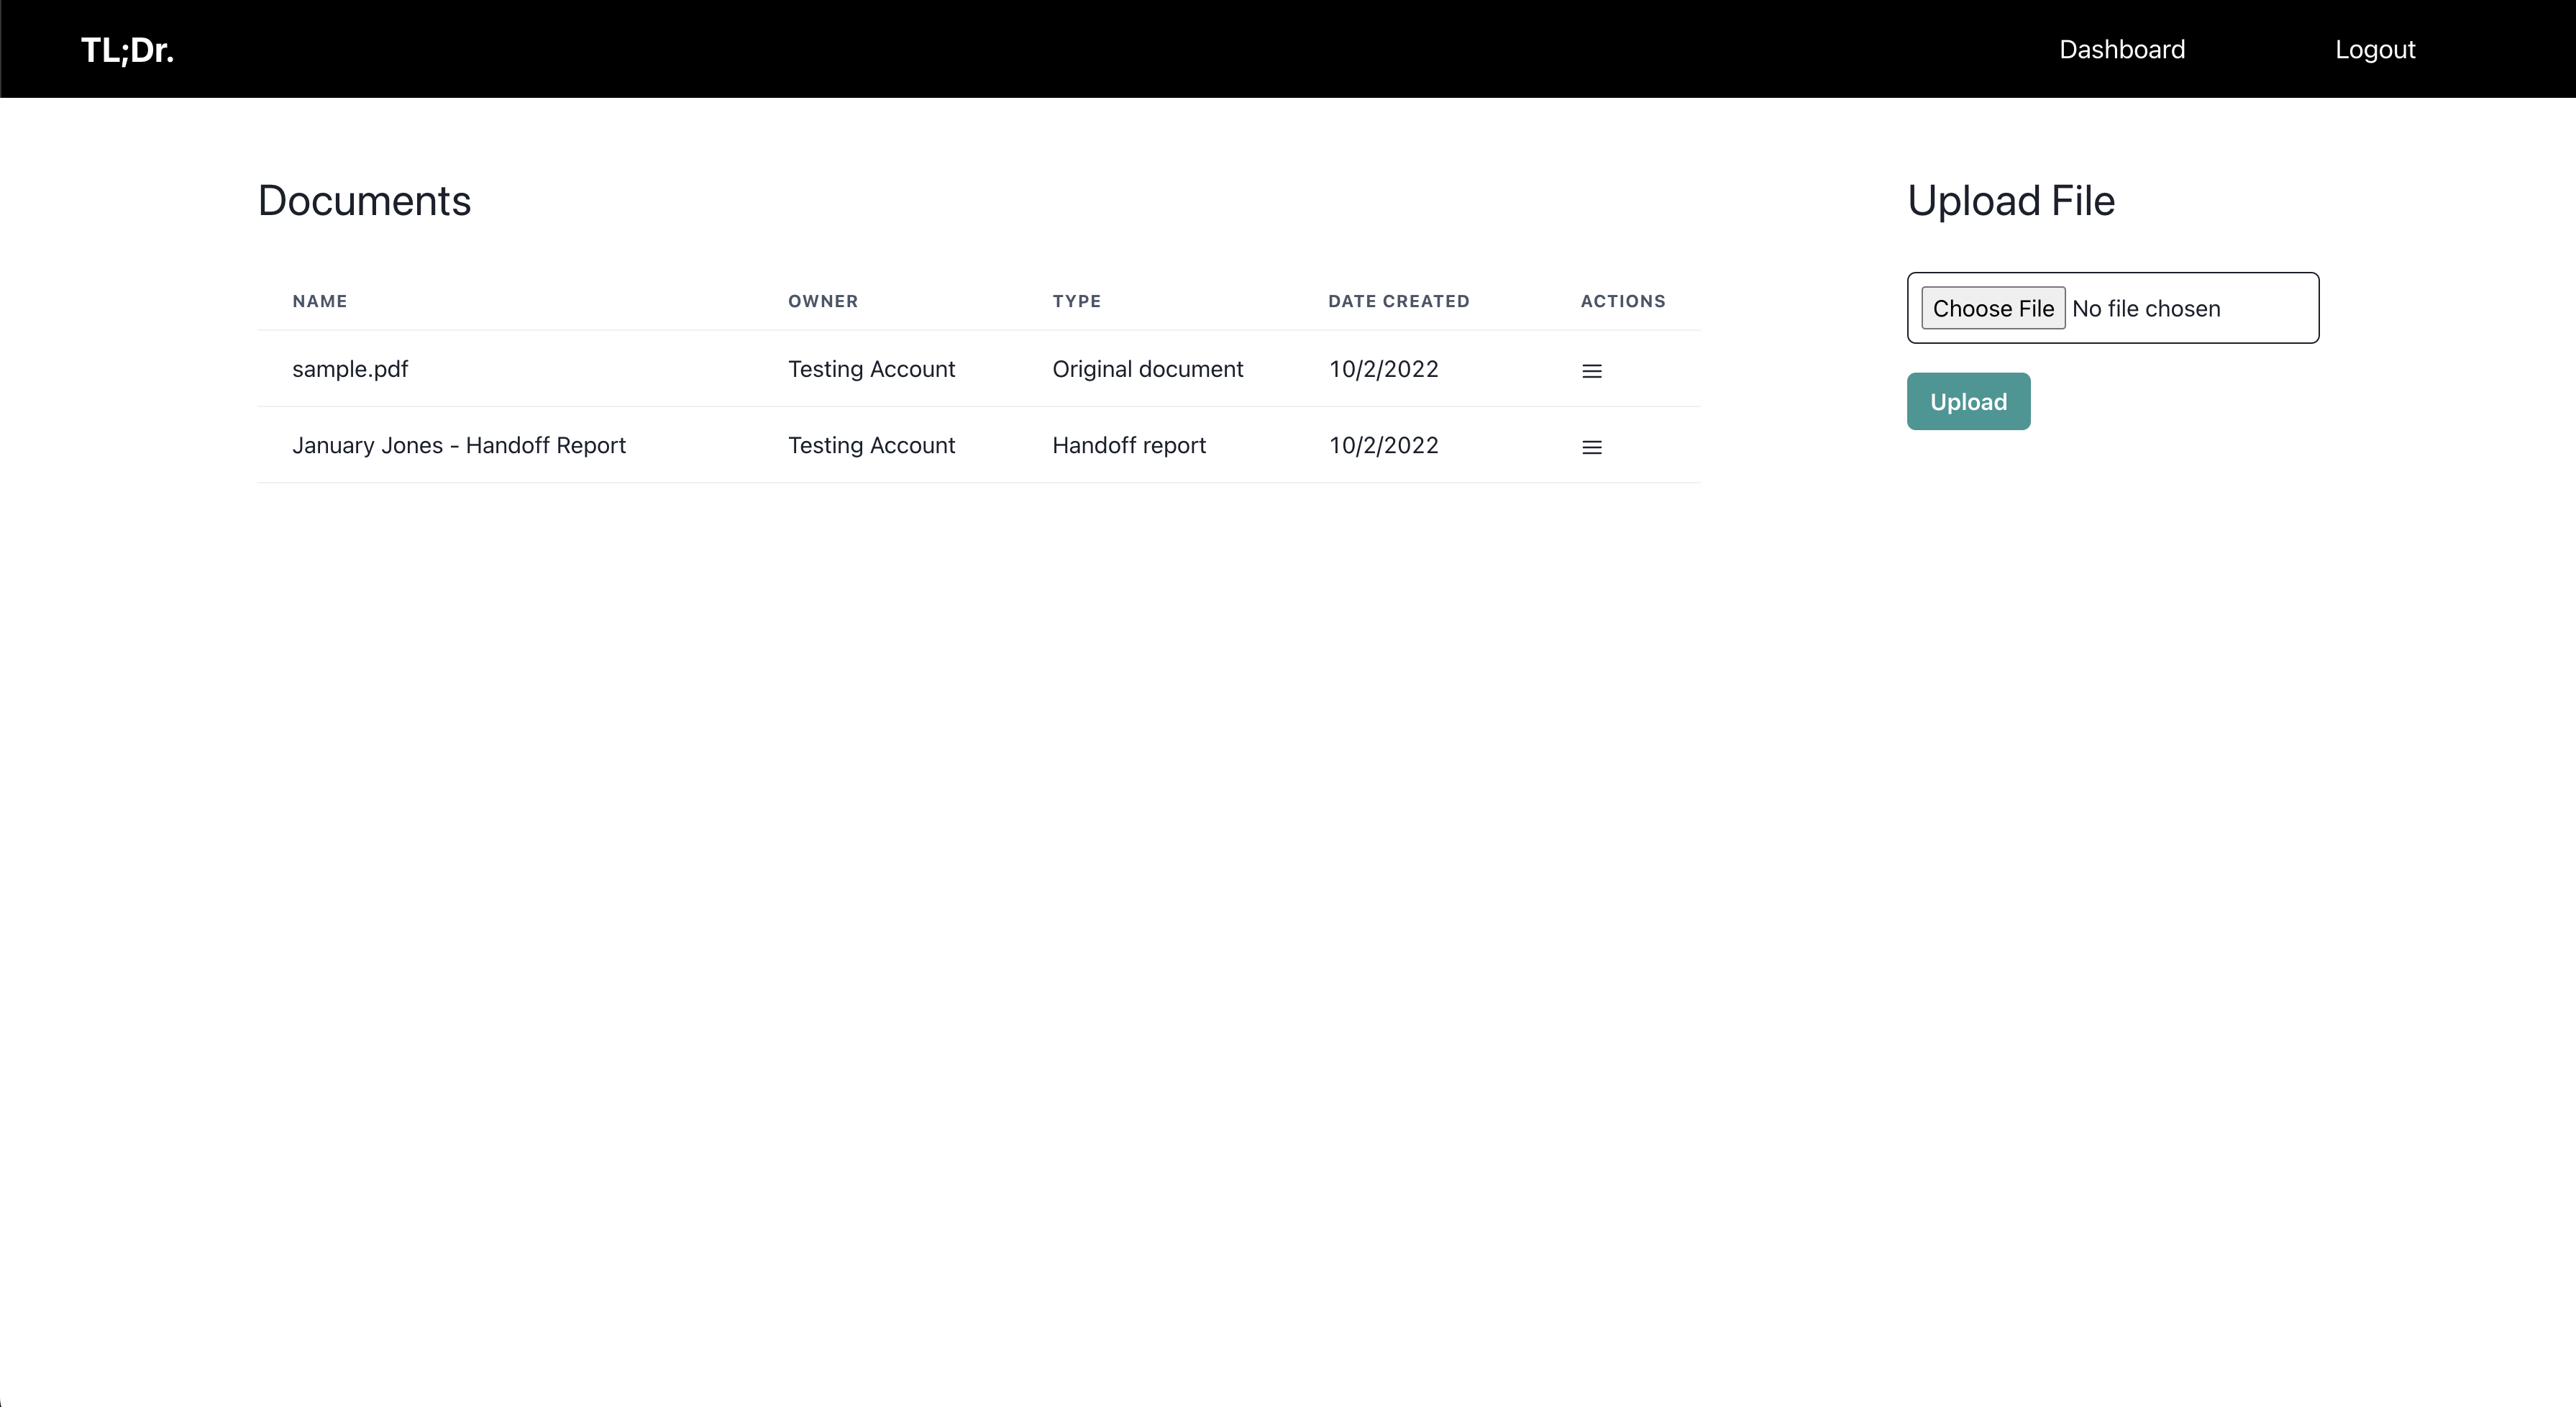 TL;Dr. Dashboard Logout
Documents
NAME OWNER TYPE DATE CREATED ACTIONS
sample.pdf Testing Account Original document 10/2/2022
January Jones - Handoff Report Testing Account Handoff report 10/2/2022
Upload File
Choose File No file chosen
Upload